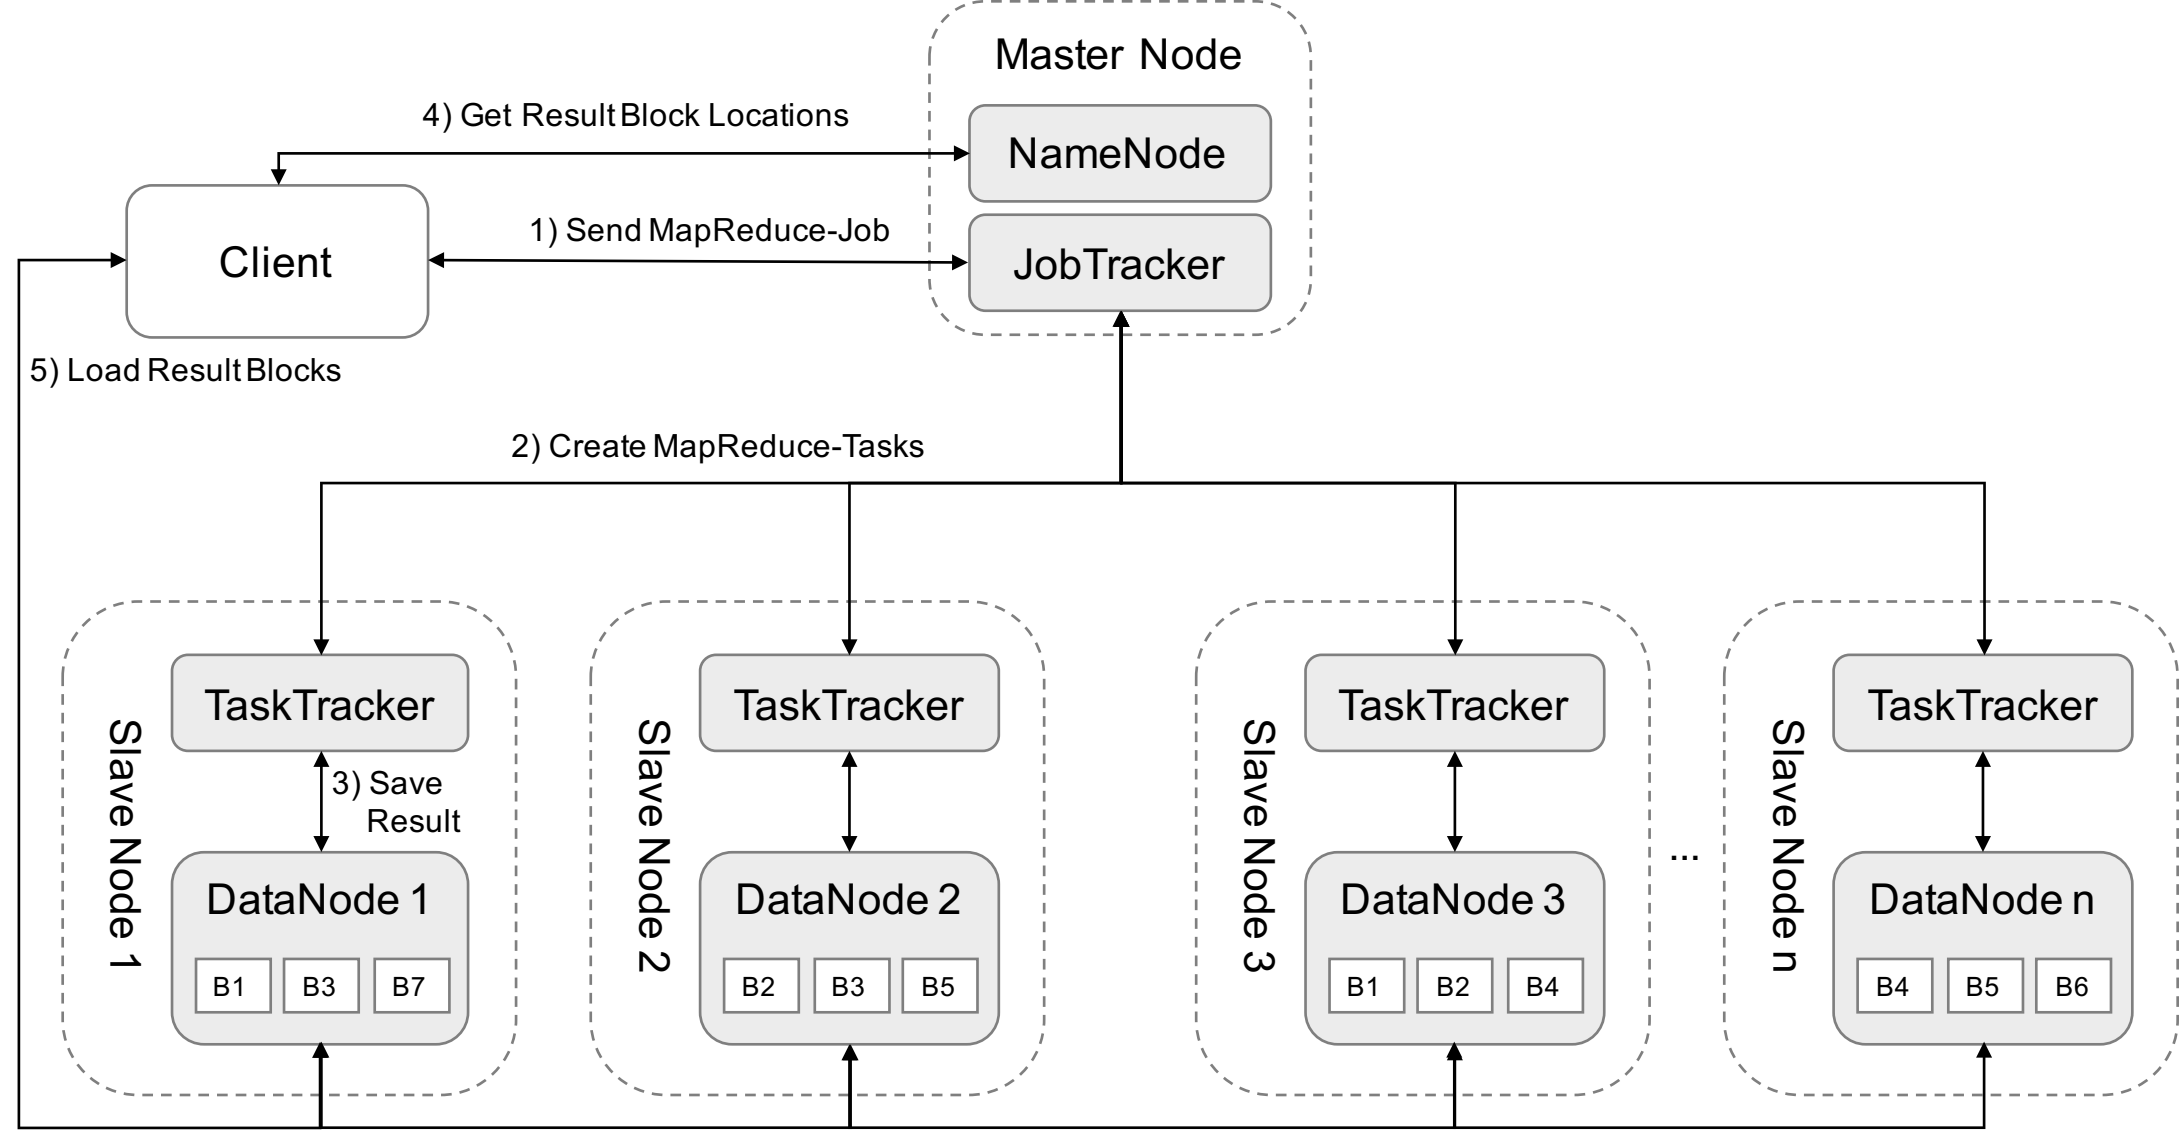 Master Node
4) Get Result Block Locations
NameNode
1) Send MapReduce-Job
Client
JobTracker
5) Load Result Blocks
2) Create MapReduce-Tasks
Slave Node 1
TaskTracker
3) Save
Result
DataNode 1
B1 B3 B7
Slave Node 2
TaskTracker
DataNode 2
B2 B3 B5
Slave Node 3
TaskTracker
DataNode 3
B1 B2 B4
...
Slave Node n
TaskTracker
DataNode n
B4 B5 B6